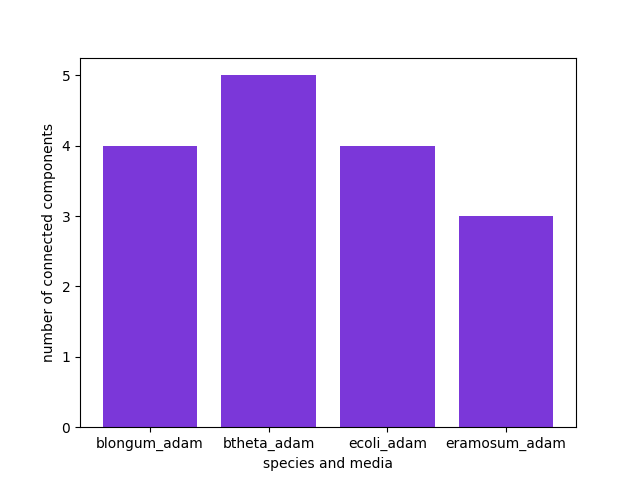 number of connected components
5
4
3
2
1
0
blongum_adam btheta_adam ecoli_adam eramosum_adam
species and media